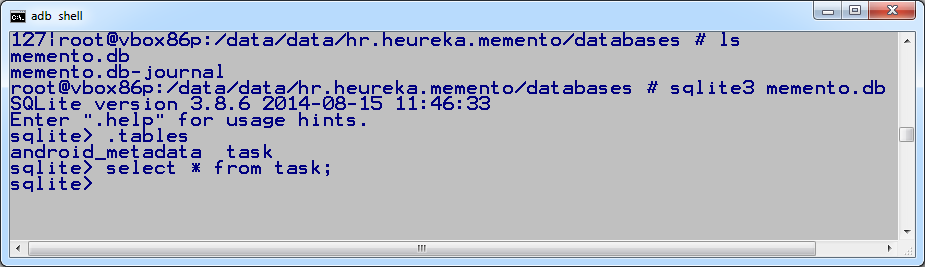 adb shell
127|root@vbox86p:/data/data/hr.heureka.memento/databases # ls
memento.db
memento.db-journal
root@vbox86p:/data/data/hr.heureka.memento/databases # sqlite3 memento.db
SQLite version 3.8.6 2014-08-15 11:46:33
Enter ".help" for usage hints.
sqlite> .tables
android_metadata  task
sqlite> select * from task;
sqlite>